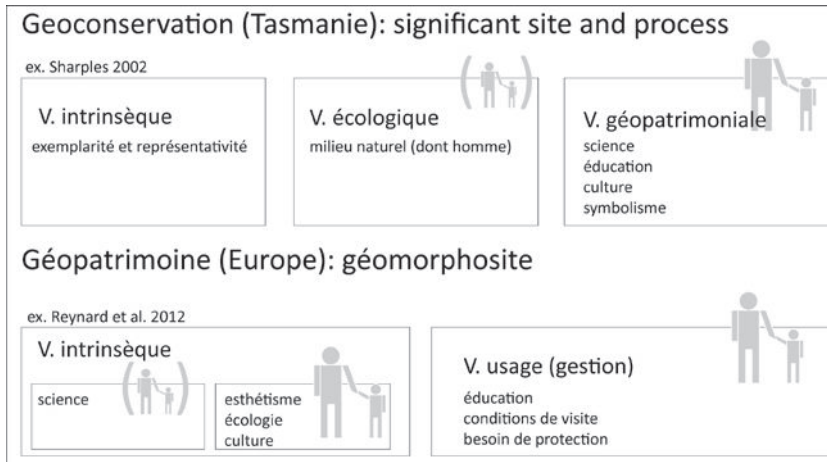 Geoconservation (Tasmanie): significant site and process
ex. Sharples 2002
V. intrinsèque
exemplarité et représentativité
V. écologique
milieu naturel (dont homme)
V. géopatrimoniale
science
éducation
culture
symbolisme
Géopatrimoine (Europe): géomorphosite
ex. Reynard et al. 2012
V. intrinsèque
science
esthétisme
écologie
culture
V. usage (gestion)
éducation
conditions de visite
besoin de protection